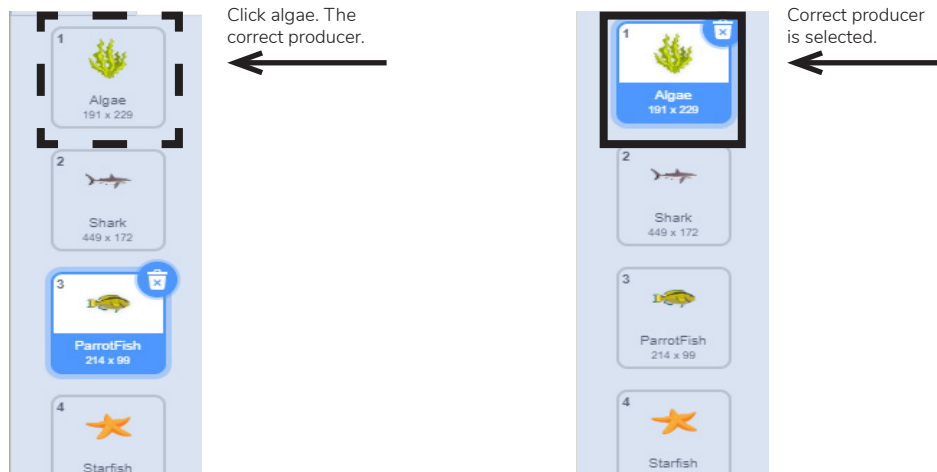 1
Algae
191 x 229
2
Shark
449 x 172
3
ParrotFish
214 x 99
4
Starfish
Click algae. The
correct producer.
1
Algae
191 x 229
2
Shark
449 x 172
3
ParrotFish
214 x 99
4
Starfish
Correct producer
is selected.